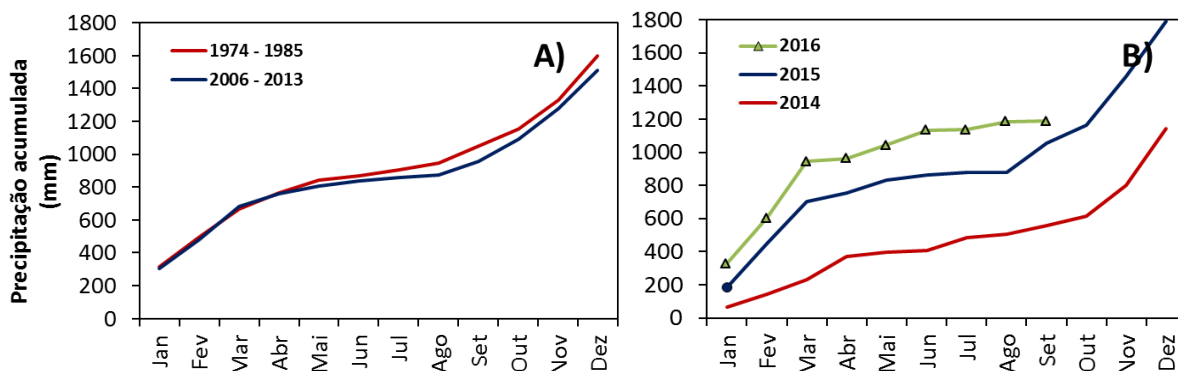 Precipitação acumulada
(mm)
1800
1600
1400
1200
1000
800
600
400
200
0
1974 - 1985
2006 - 2013
A)
Jan
Fev
Mar
Abr
Mai
Jun
Jul
Ago
Set
Out
Nov
Dez
1800
1600
1400
1200
1000
800
600
400
200
0
2016
2015
2014
B)
Jan
Fev
Mar
Abr
Mai
Jun
Jul
Ago
Set
Out
Nov
Dez